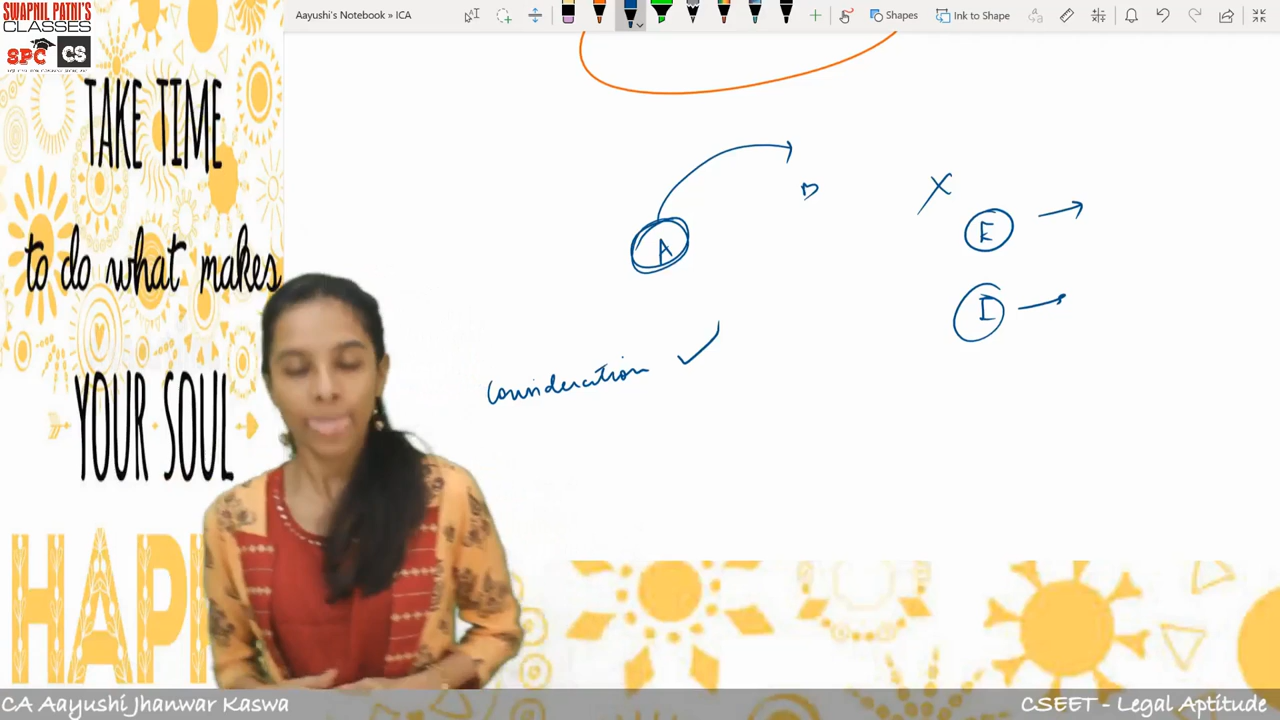 SWAPNIL PATNI'S
CLASSES
SPC CS
TAKE TIME
to do what makes
YOUR SOUL
HAPP
Aayushi's Notebook » ICA
Shapes
Ink to Shape
A
D
X
E
I
Consideration
CA Aayushi Jhanwar Kaswa
CSEET - Legal Aptitude